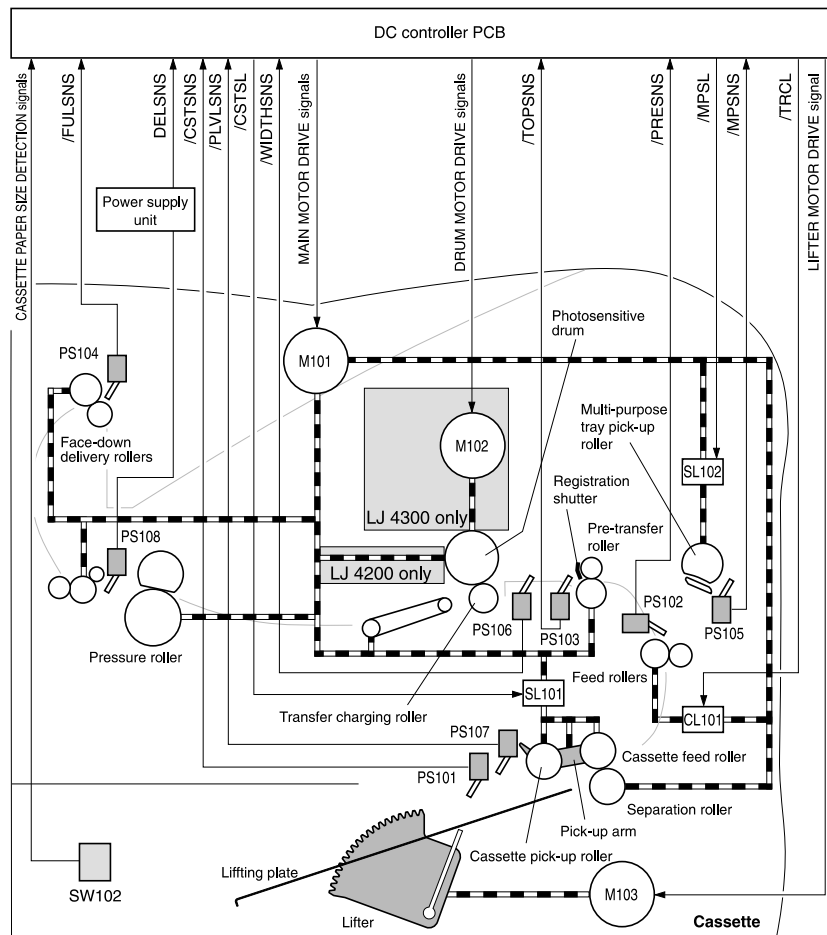 DC controller PCB
CASSETTE PAPER SIZE DETECTION signals
/FULSNS
DELSNS
/CSTSNS
/PLVLSNS
/CSTSL
/WIDTHSNS
MAIN MOTOR DRIVE signals
DRUM MOTOR DRIVE signals
/TOPSNS
/PRESNS
/MPSL
/MPSNS
/TRCL
LIFTER MOTOR DRIVE signals
Power supply
unit
Photosensitive
drum
PS104
M101
M102
Multi-purpose
tray pick-up
roller
Face-down
delivery rollers
SL102
Registration
shutter
LJ 4300 only
Pre-transfer
roller
PS108
LJ 4200 only
PS102
PS106
PS103
PS105
Pressure roller
Feed rollers
SL101
Transfer charging roller
CL101
PS107
Cassette feed roller
PS101
Separation roller
Pick-up arm
Cassette pick-up roller
Liffting plate
SW102
Lifter
M103
Cassette